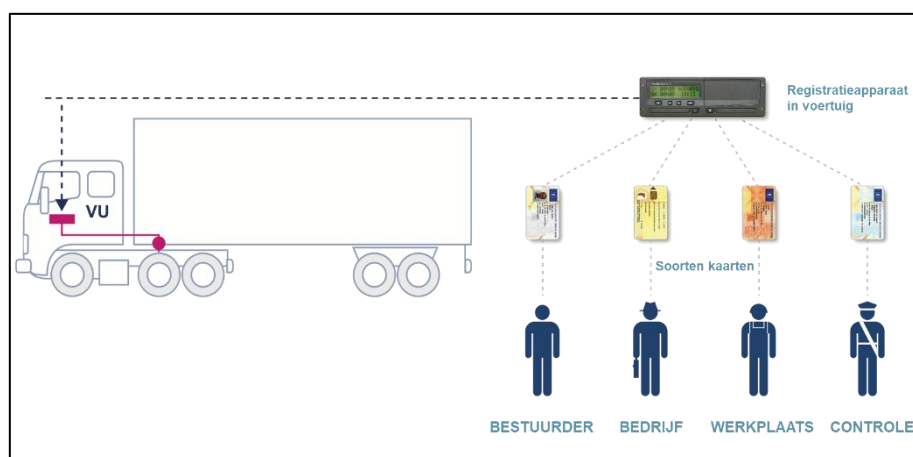 Registratieapparaat
in voertuig
VU
Soorten kaarten
BESTUURDER BEDRIJF WERKPLAATS CONTROLE